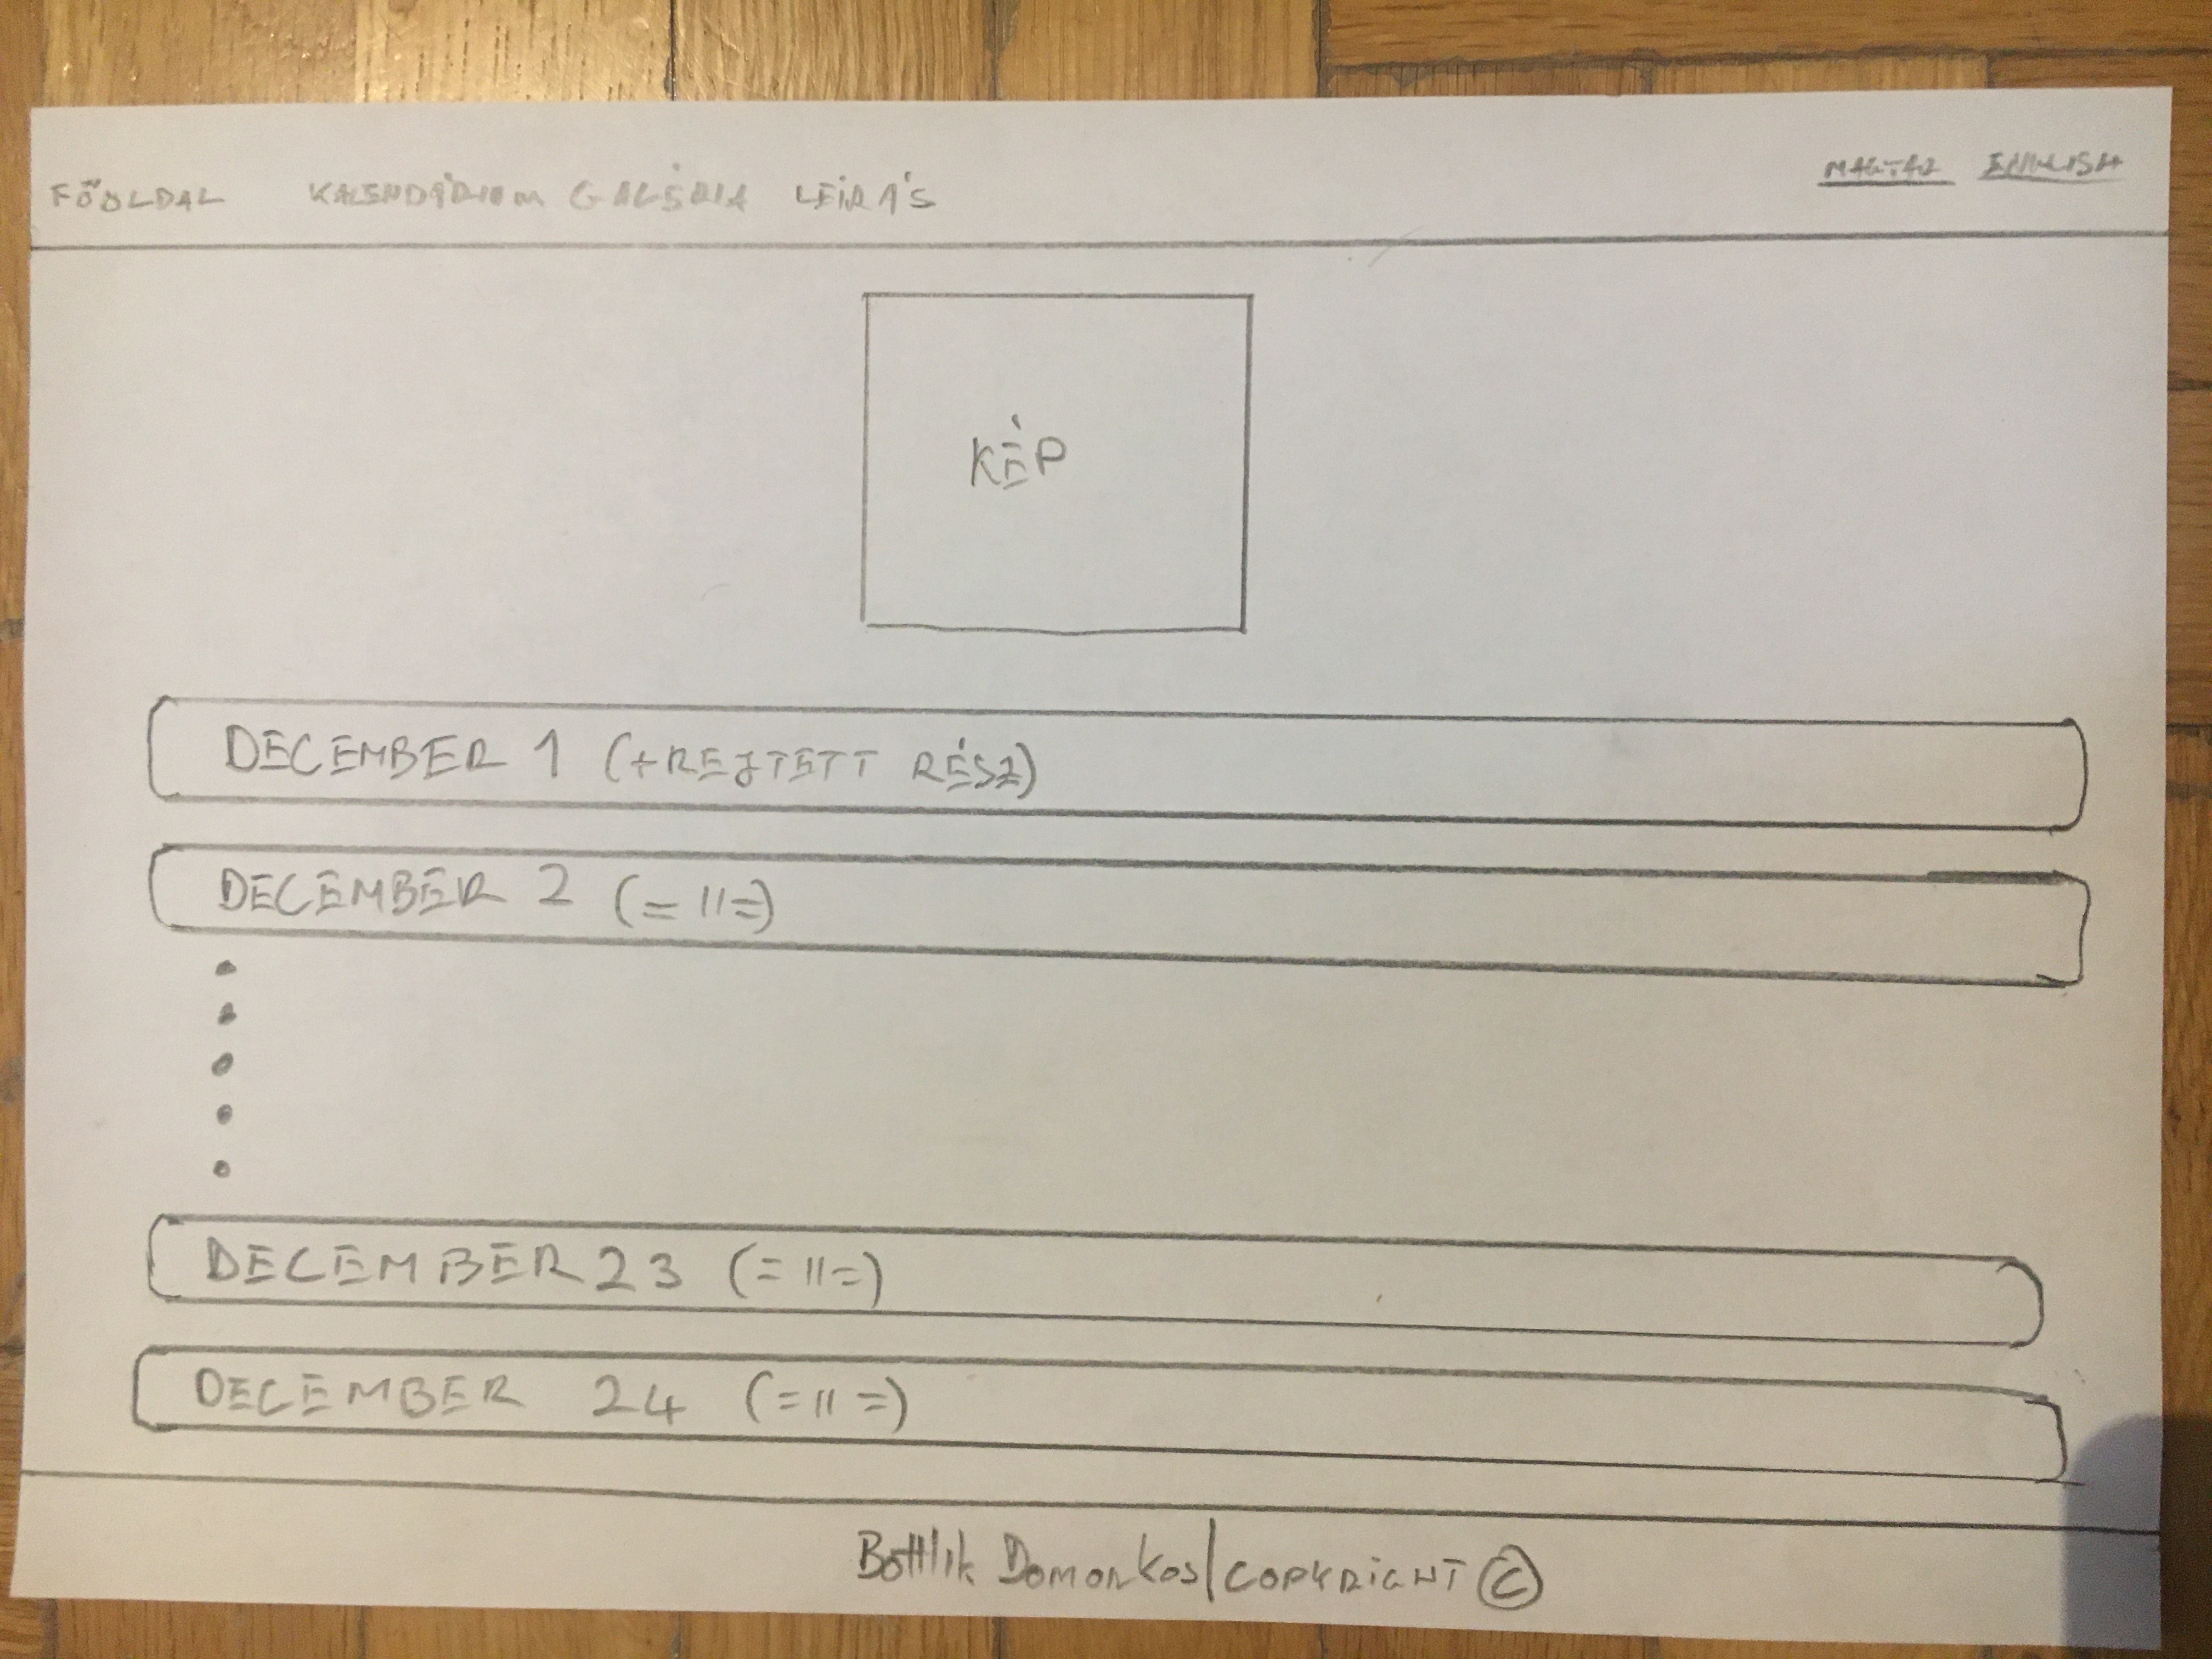 FŐOLDAL KALENDÁRIUM GALÉRIA LEÍRÁS MAGYAR ENGLISH
KÉP
DECEMBER 1 (+REJTETT RÉSZ)
DECEMBER 2 (= 11=)
DECEMBER 23 (= 11=)
DECEMBER 24 (= 11 =)
Bottlik Domonkos | COPYRIGHT ©